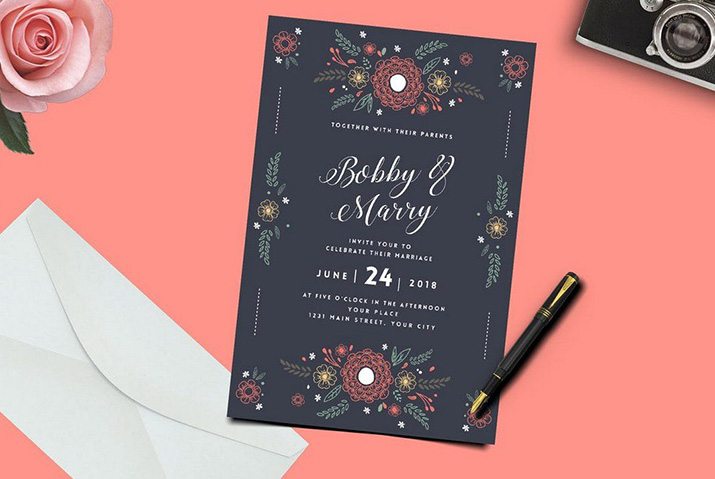 TOGETHER WITH THEIR PARENTS
Bobby &
Marry
INVITE YOUR TO
CELEBRATE THEIR MARRIAGE
JUNE | 24 | 2018
AT FIVE O'CLOCK IN THE AFTERNOON
YOUR PLACE
1231 MAIN STREET, YOUR CITY